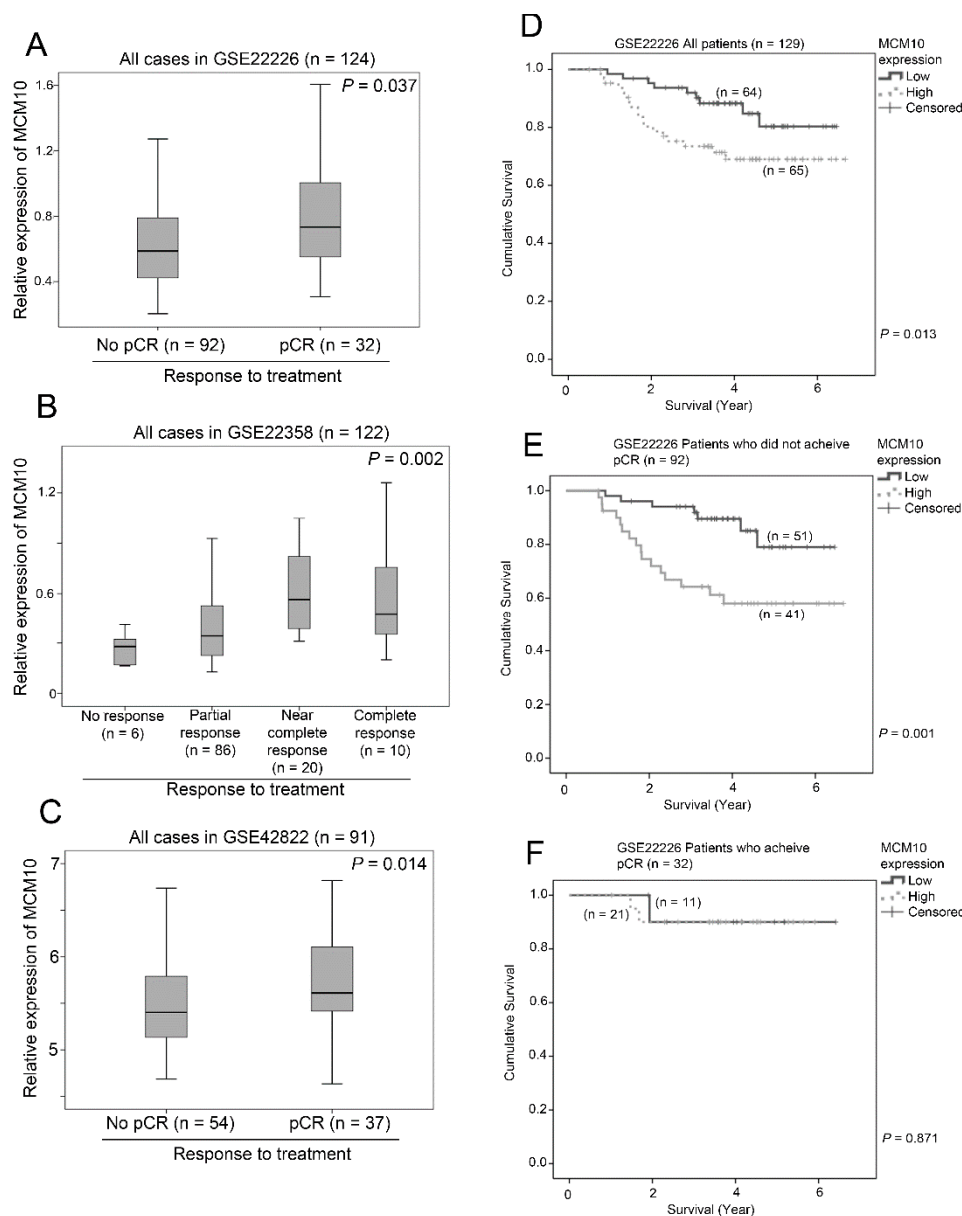 A
All cases in GSE22226 (n = 124)
P = 0.037
Relative expression of MCM10
1.6
1.2
0.8
0.4
No pCR (n = 92) pCR (n = 32)
Response to treatment
B
All cases in GSE22358 (n = 122)
P = 0.002
Relative expression of MCM10
1.2
0.6
0
No response
(n = 6)
Partial
response
(n = 86)
Near
complete
response
(n = 20)
Complete
response
(n = 10)
Response to treatment
C
All cases in GSE42822 (n = 91)
P = 0.014
Relative expression of MCM10
7
6
5
No pCR (n = 54) pCR (n = 37)
Response to treatment
D
GSE22226 All patients (n = 129)
MCM10
expression
Low
High
Censored
Cumulative Survival
1.0
0.8
0.6
0.4
0.2
0.0
(n = 64)
(n = 65)
P = 0.013
0 2 4 6
Survival (Year)
E
GSE22226 Patients who did not acheive
pCR (n = 92)
MCM10
expression
Low
High
Censored
Cumulative Survival
1.0
0.8
0.6
0.4
0.2
0.0
(n = 51)
(n = 41)
P = 0.001
0 2 4 6
Survival (Year)
F
GSE22226 Patients who acheive
pCR (n = 32)
MCM10
expression
Low
High
Censored
Cumulative Survival
1.0
0.8
0.6
0.4
0.2
0.0
(n = 21)
(n = 11)
P = 0.871
0 2 4 6
Survival (Year)